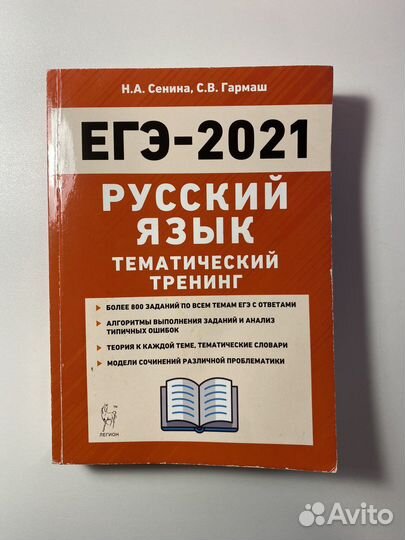 Н.А. Сенина, С.В. Гармаш
ЕГЭ-2021
РУССКИЙ
ЯЗЫК
ТЕМАТИЧЕСКИЙ
ТРЕНИНГ
БОЛЕЕ 800 ЗАДАНИЙ ПО ВСЕМ ТЕМАМ ЕГЭ С ОТВЕТАМИ
АЛГОРИТМЫ ВЫПОЛНЕНИЯ ЗАДАНИЙ И АНАЛИЗ
ТИПИЧНЫХ ОШИБОК
ТЕОРИЯ К КАЖДОЙ ТЕМЕ, ТЕМАТИЧЕСКИЕ СЛОВАРИ
МОДЕЛИ СОЧИНЕНИЙ РАЗЛИЧНОЙ ПРОБЛЕМАТИКИ
ЛЕГИОН
Avito